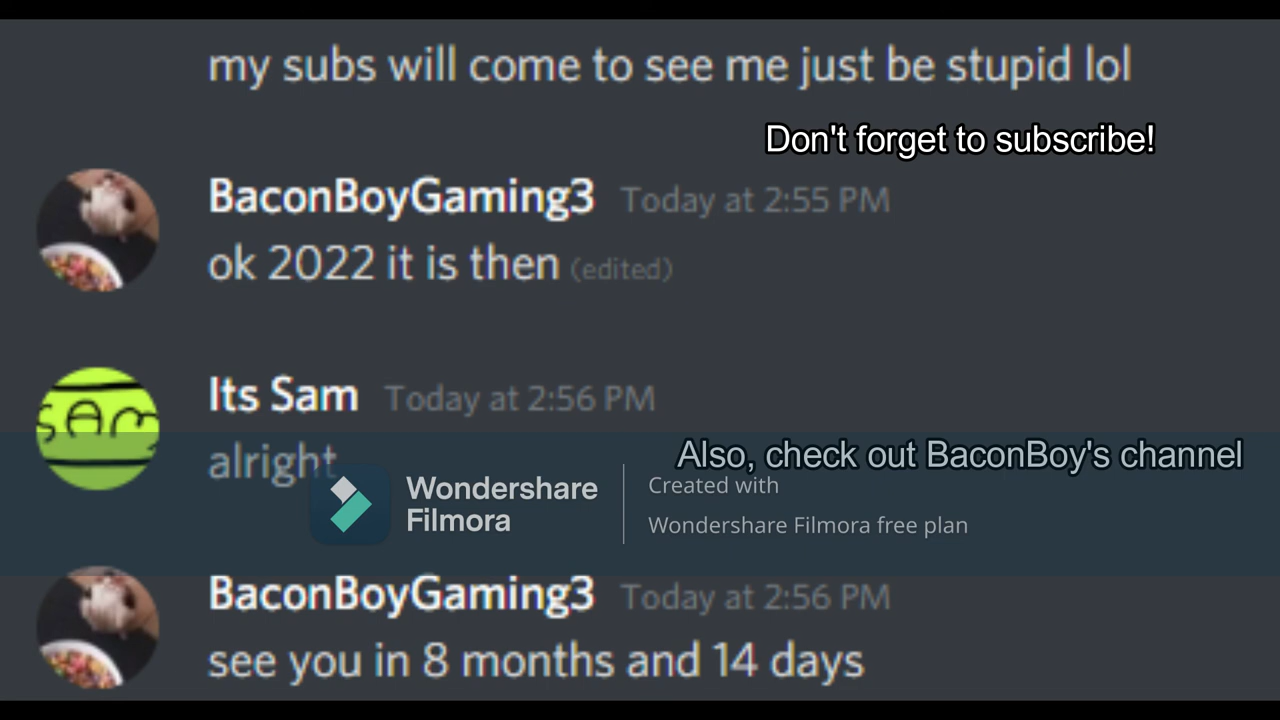 my subs will come to see me just be stupid lol
Don't forget to subscribe!
BaconBoyGaming3 Today at 2:55 PM
ok 2022 it is then (edited)
Its Sam Today at 2:56 PM
sam
alright
Also, check out BaconBoy's channel
Wondershare
Filmora
Created with
Wondershare Filmora free plan
BaconBoyGaming3 Today at 2:56 PM
see you in 8 months and 14 days